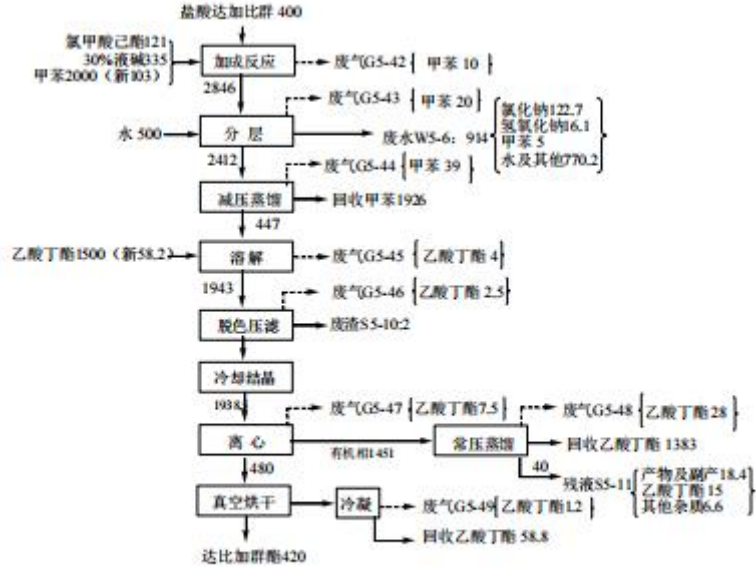 盐酸达加比群 400
氯甲酸己酯121
30%液碱335
甲苯2000（新103）
加成反应
废气G5-42
甲苯 10
2846
废气G5-43
甲苯 20
水 500
分 层
废水W5-6：914
氯化钠122.7
氢氧化钠16.1
甲苯 5
水及其他770.2
2412
废气G5-44
甲苯 39
减压蒸馏
回收甲苯1926
447
乙酸丁酯1500（新58.2）
溶解
废气G5-45
乙酸丁酯 4
1943
废气G5-46
乙酸丁酯 2.5
脱色压滤
废渣S5-10:2
冷却结晶
1938
废气G5-47
乙酸丁酯7.5
废气G5-48
乙酸丁酯 28
离 心
有机相1451
常压蒸馏
回收乙酸丁酯 1383
480
40
残液S5-11
产物及副产18.4
乙酸丁酯 15
其他杂质6.6
真空烘干
冷凝
废气G5-49
乙酸丁酯1.2
回收乙酸丁酯 58.8
达比加群酯420